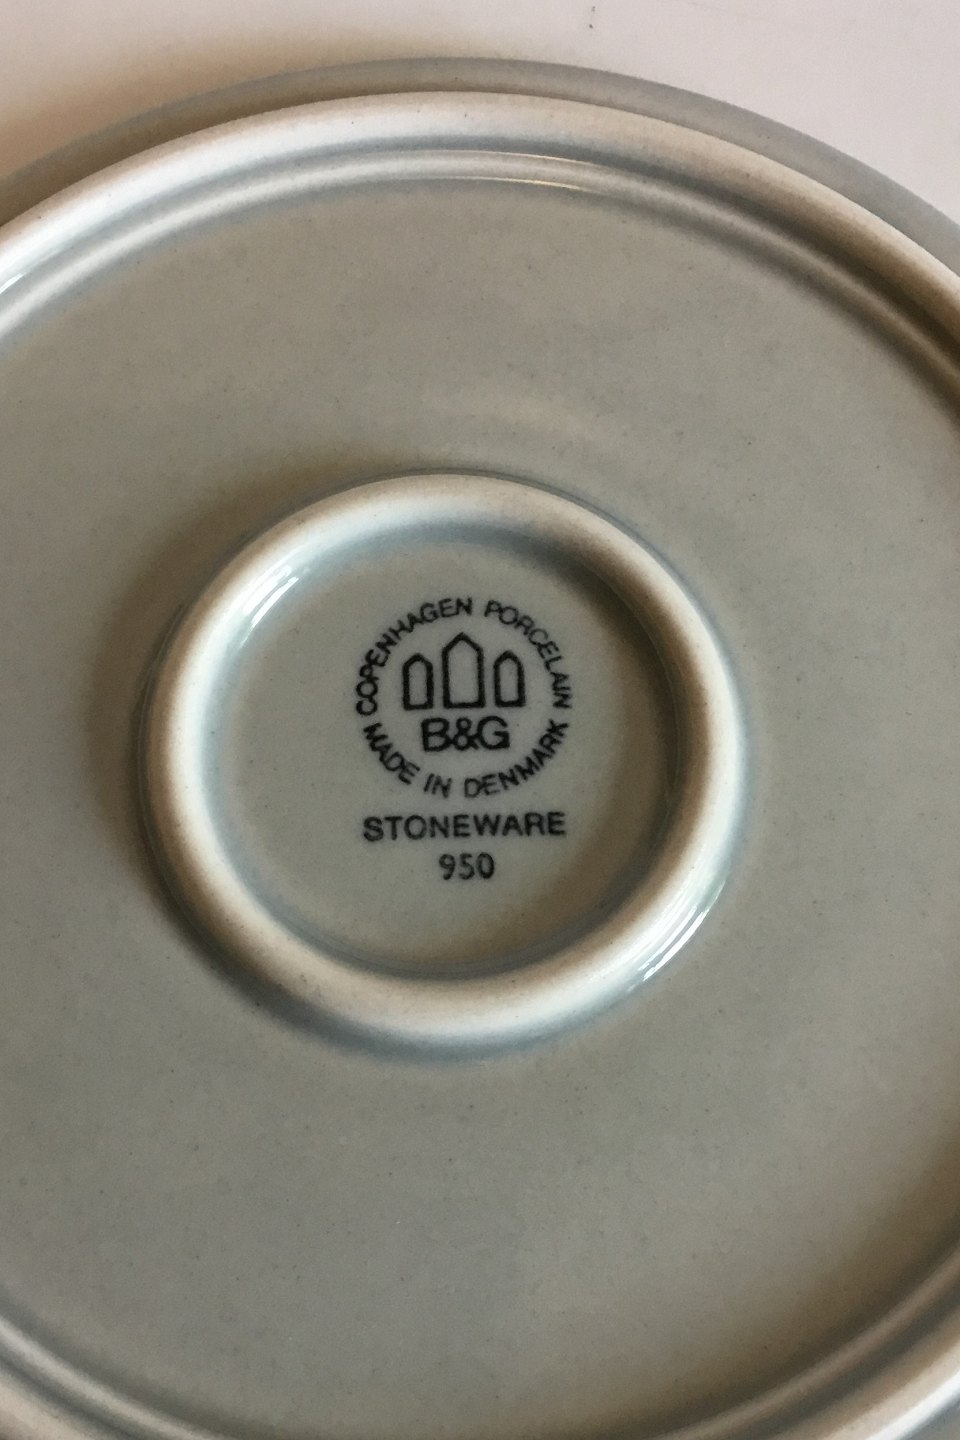 COPENHAGEN PORCELAIN
B&G
MADE IN DENMARK
STONEWARE
950